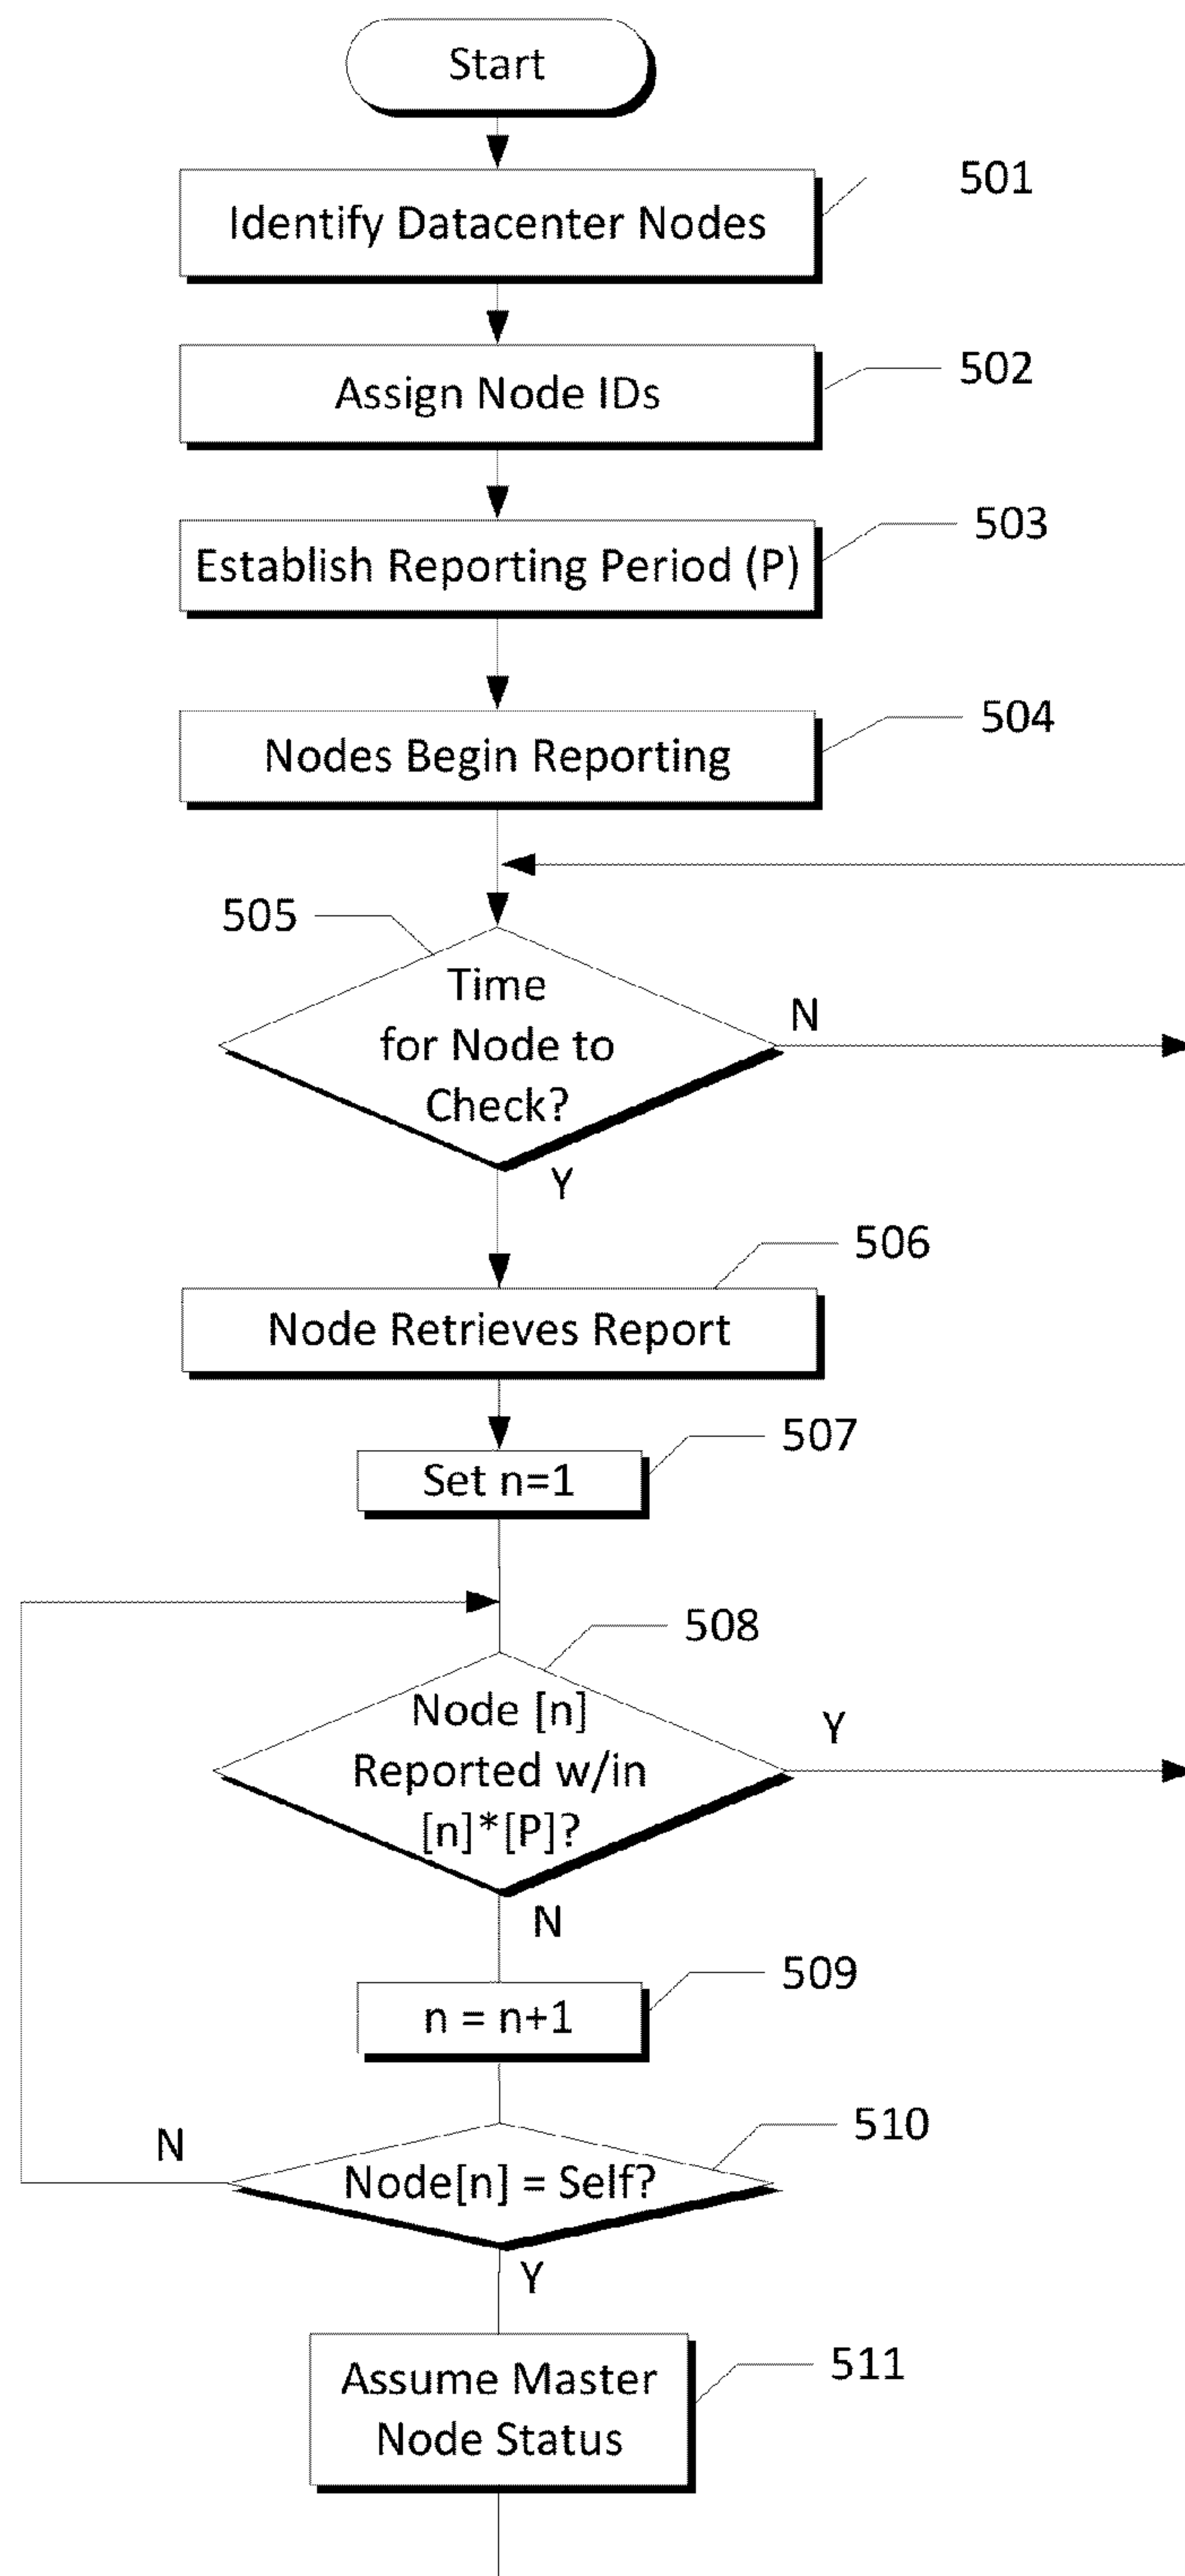 Start
501
Identify Datacenter Nodes
502
Assign Node IDs
503
Establish Reporting Period (P)
504
Nodes Begin Reporting
505
Time
for Node to
Check?
N
Y
506
Node Retrieves Report
507
Set n=1
508
Node [n]
Reported w/in
[n]*[P]?
Y
N
509
n = n+1
510
N
Node[n] = Self?
Y
511
Assume Master
Node Status